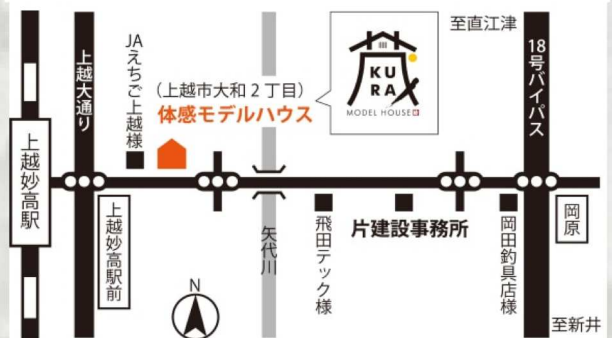 上越妙高駅
上越大通り
上越妙高駅前
JAえちご上越様
（上越市大和2丁目）
体感モデルハウス
蔵
KU
RA
MODEL HOUSE
矢代川
N
飛田テック様
片建設事務所
岡田釣具店様
至直江津
18号バイパス
岡原
至新井